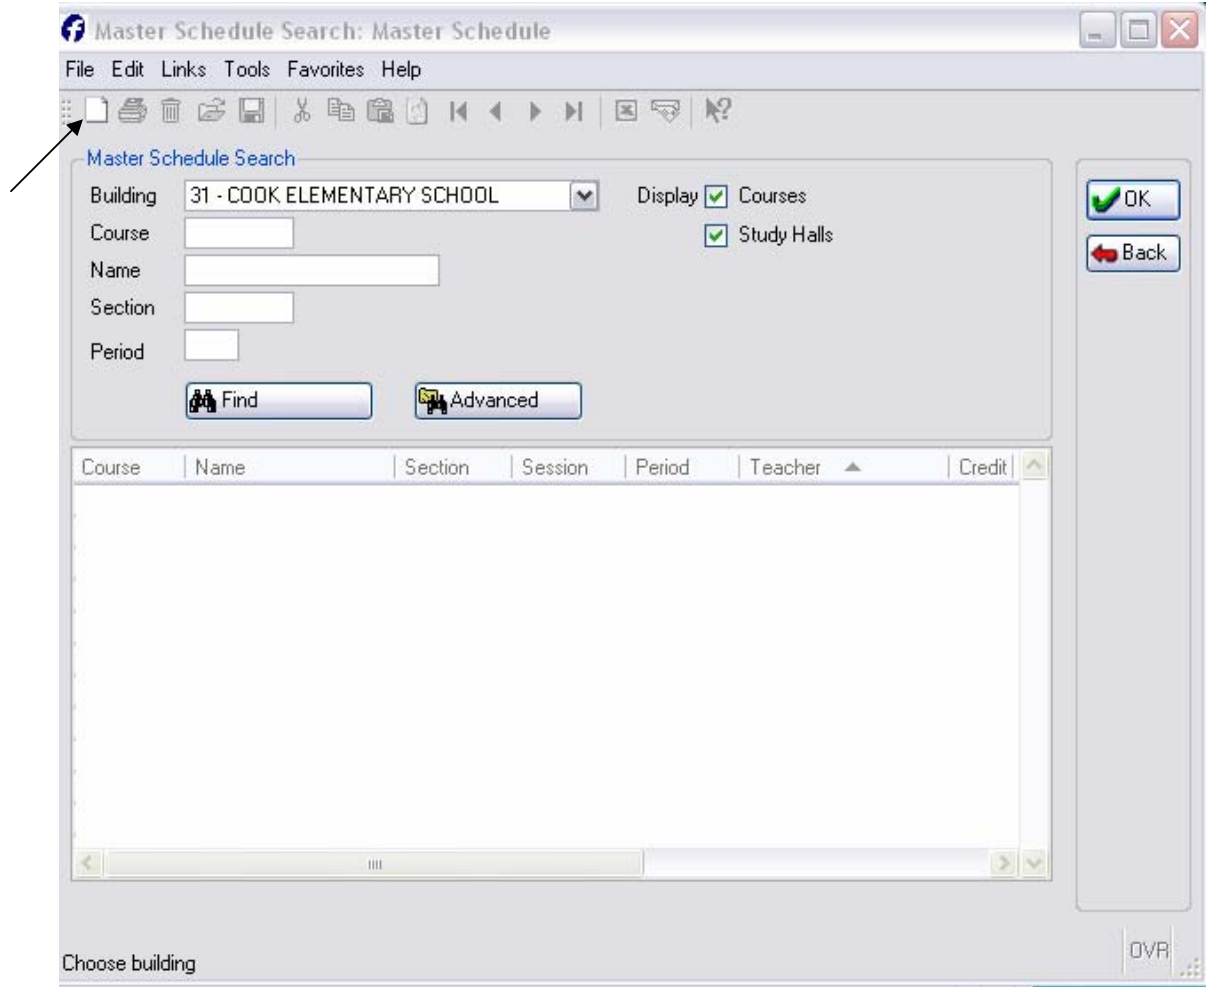 Master Schedule Search: Master Schedule
File Edit Links Tools Favorites Help
Master Schedule Search
Building 31 - COOK ELEMENTARY SCHOOL Display Courses OK
Course Study Halls
Back
Name
Section
Period
Find Advanced
Course Name Section Session Period Teacher Credit
Choose building OVR